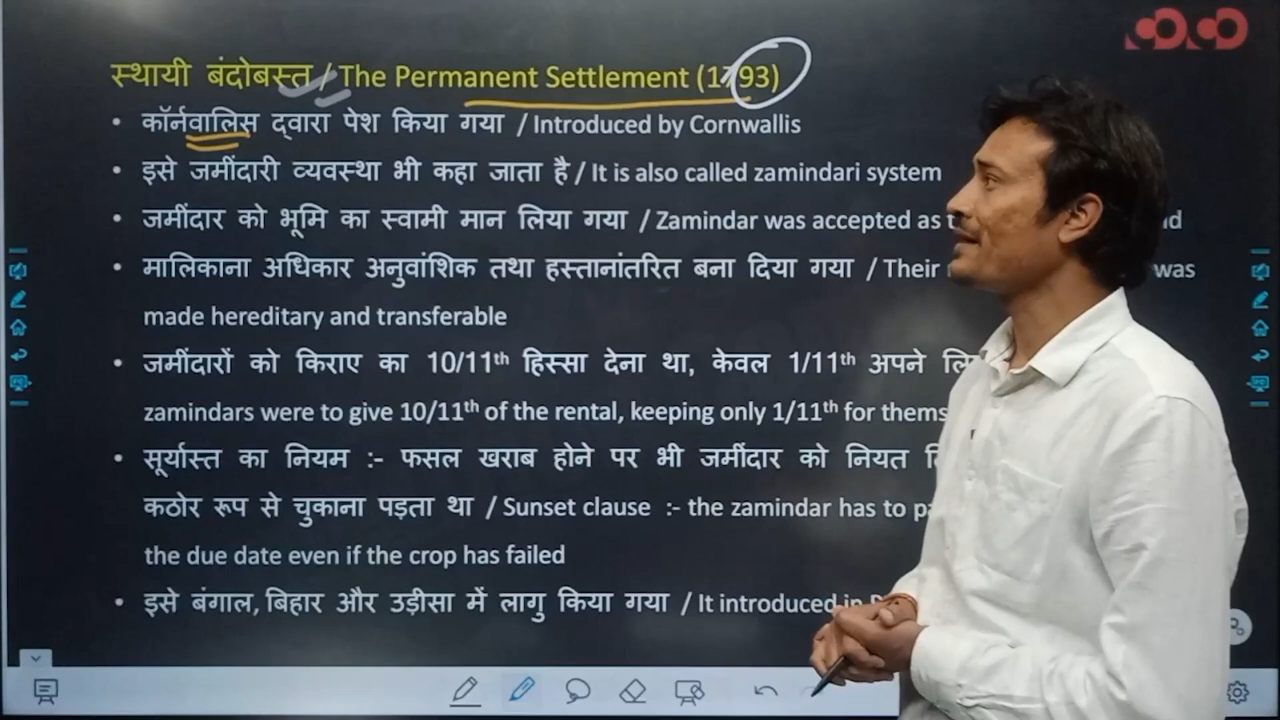 स्थायी बंदोबस्त / The Permanent Settlement (1793)
• कॉर्नवालिस द्वारा पेश किया गया / Introduced by Cornwallis
• इसे जमींदारी व्यवस्था भी कहा जाता है / It is also called zamindari system
• जमींदार को भूमि का स्वामी मान लिया गया / Zamindar was accepted as
• मालिकाना अधिकार अनुवांशिक तथा हस्तानांतरित बना दिया गया / Their was
made hereditary and transferable
• जमींदारों को किराए का 10/11th हिस्सा देना था, केवल 1/11th अपने
zamindars were to give 10/11th of the rental, keeping only 1/11th for
• सूर्यास्त का नियम :- फसल खराब होने पर भी जमींदार को नियत
कठोर रूप से चुकाना पड़ता था / Sunset clause :- the zamindar has to
the due date even if the crop has failed
• इसे बंगाल, बिहार और उड़ीसा में लागु किया गया / It introduced in